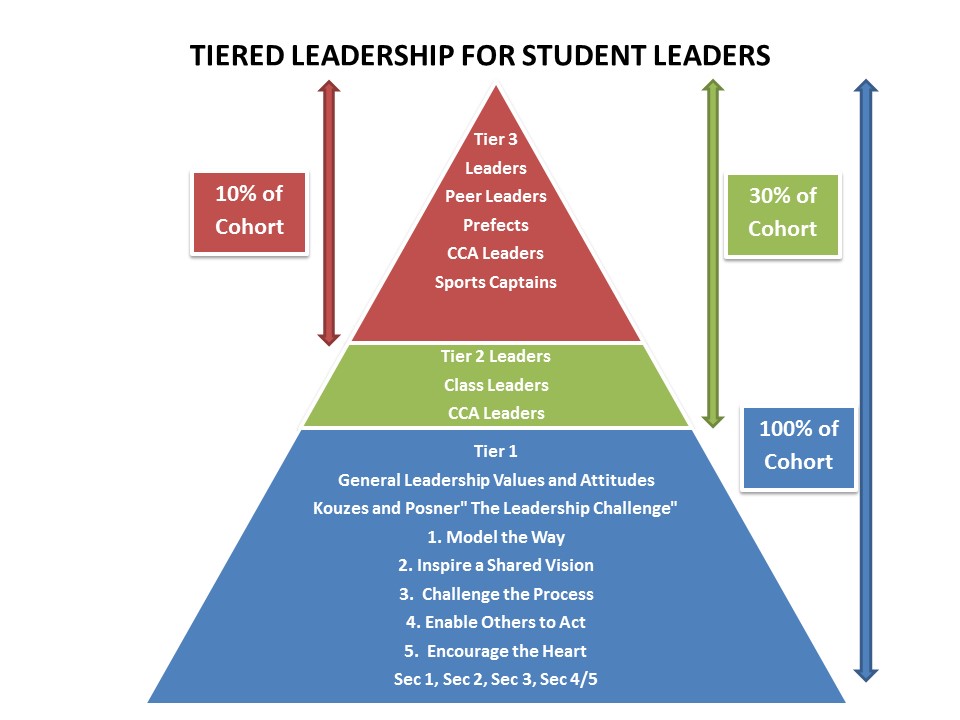 TIERED LEADERSHIP FOR STUDENT LEADERS
Tier 3
Leaders
Peer Leaders
Prefects
CCA Leaders
Sports Captains
10% of
Cohort
30% of
Cohort
Tier 2 Leaders
Class Leaders
CCA Leaders
100% of
Cohort
Tier 1
General Leadership Values and Attitudes
Kouzes and Posner" The Leadership Challenge"
1. Model the Way
2. Inspire a Shared Vision
3. Challenge the Process
4. Enable Others to Act
5. Encourage the Heart
Sec 1, Sec 2, Sec 3, Sec 4/5